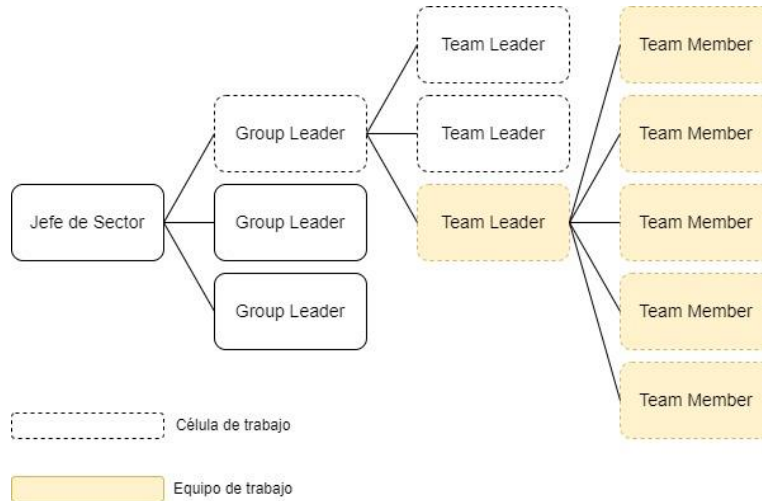 Team Leader
Team Member
Group Leader
Team Leader
Team Member
Jefe de Sector
Group Leader
Team Leader
Team Member
Group Leader
Team Member
Team Member
Célula de trabajo
Equipo de trabajo